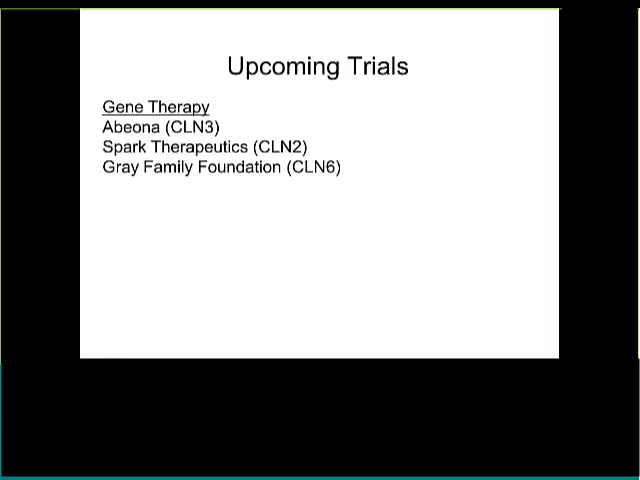 Upcoming Trials
Gene Therapy
Abeona (CLN3)
Spark Therapeutics (CLN2)
Gray Family Foundation (CLN6)